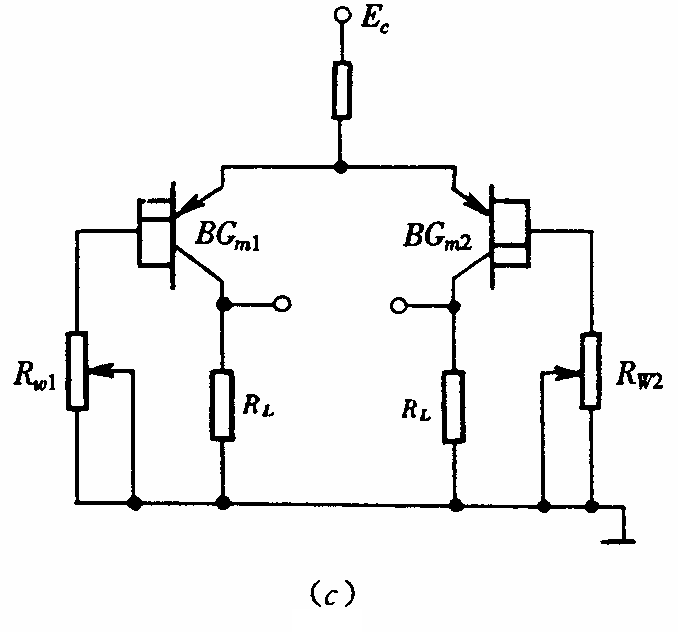 E_c
BG_m1
BG_m2
R_w1
R_L
R_L
R_W2
(c)